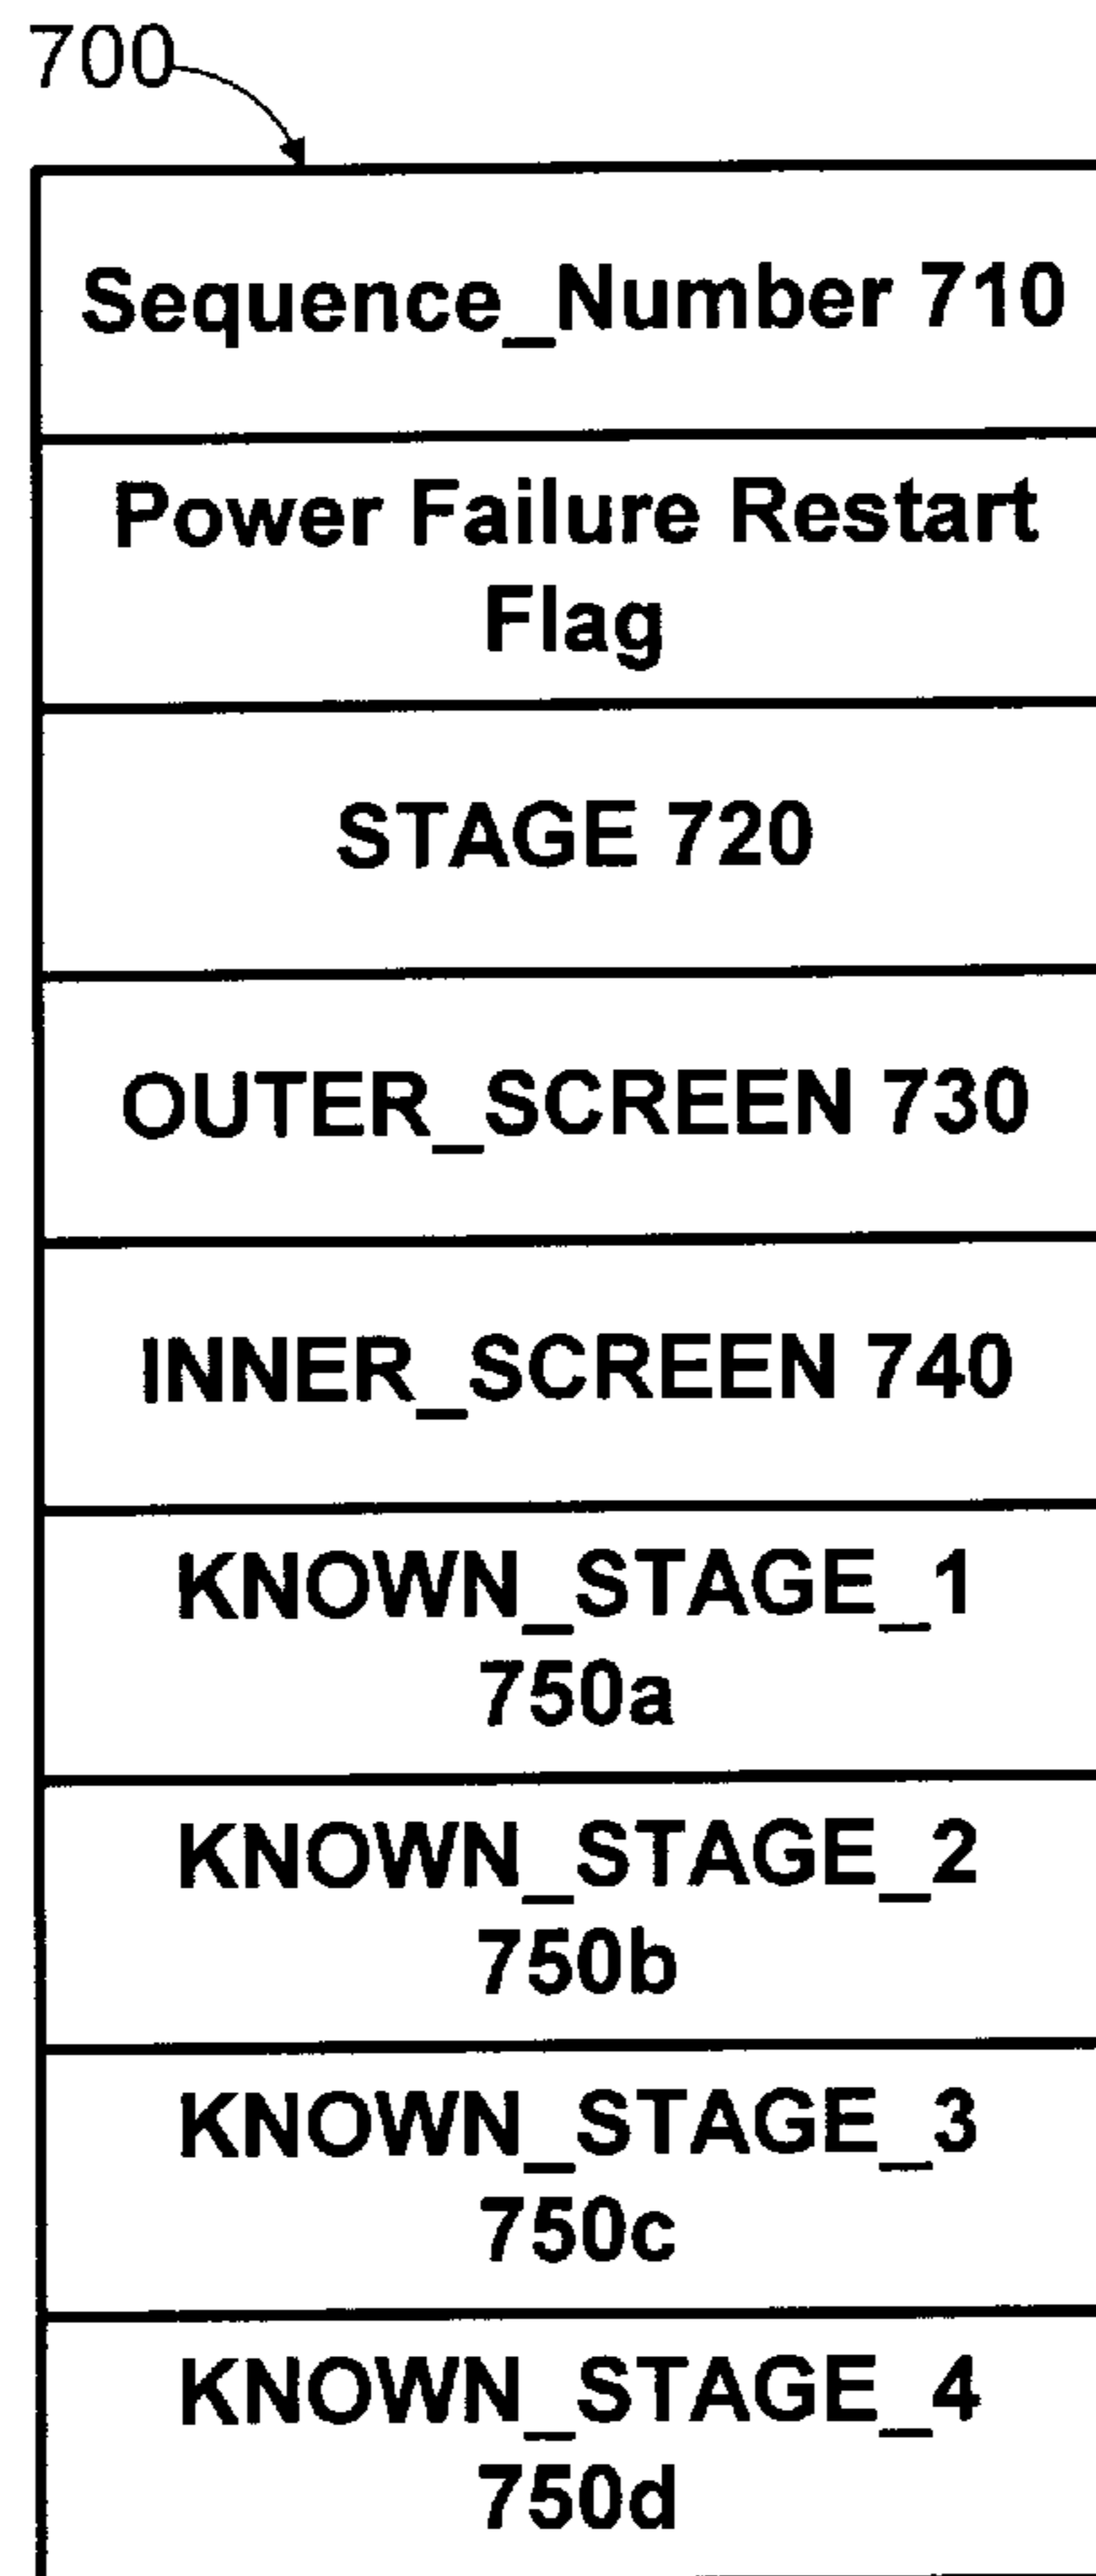 700
Sequence_Number 710
Power Failure Restart
Flag
STAGE 720
OUTER_SCREEN 730
INNER_SCREEN 740
KNOWN_STAGE_1
750a
KNOWN_STAGE_2
750b
KNOWN_STAGE_3
750c
KNOWN_STAGE_4
750d